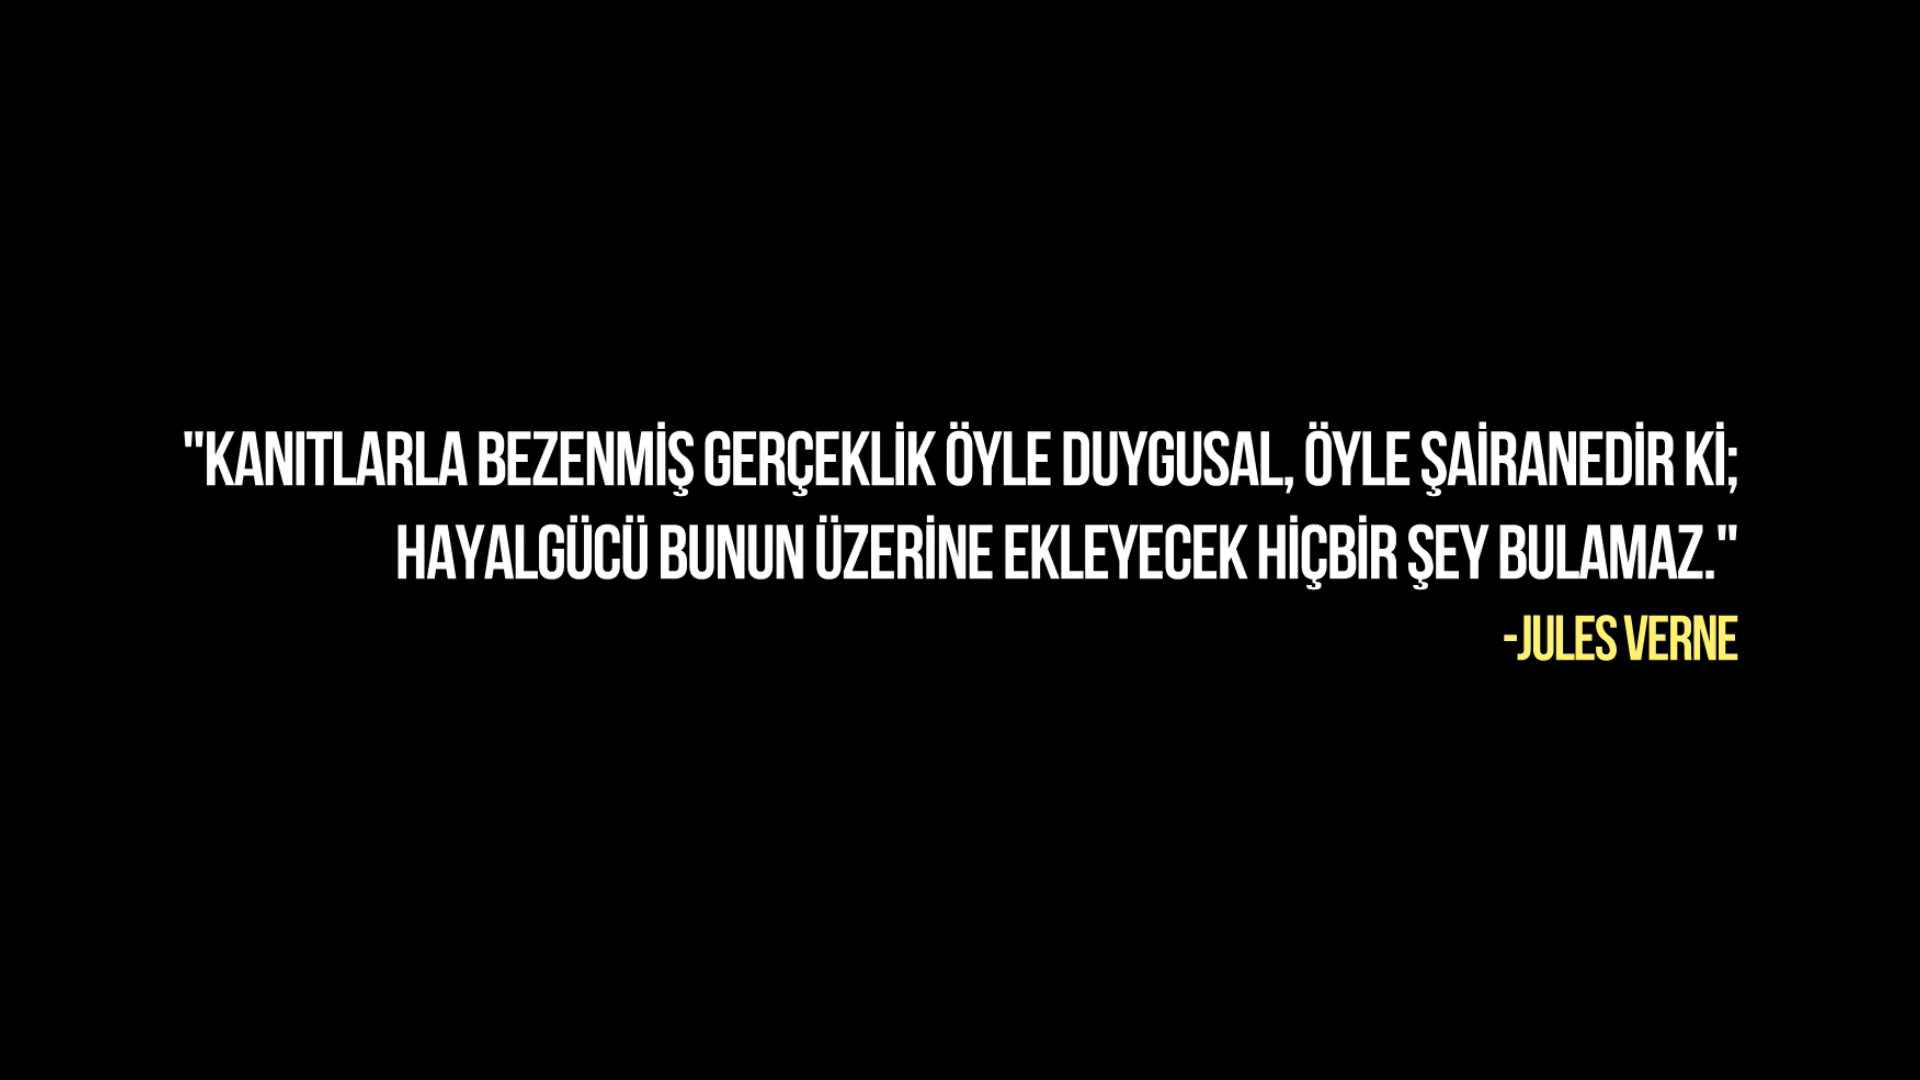 "KANITLARLA BEZENMİŞ GERÇEKLİK ÖYLE DUYGUSAL, ÖYLE ŞAİRANEDİR Kİ;
HAYALGÜCÜ BUNUN ÜZERİNE EKLEYECEK HİÇBİR ŞEY BULAMAZ."
-JULES VERNE